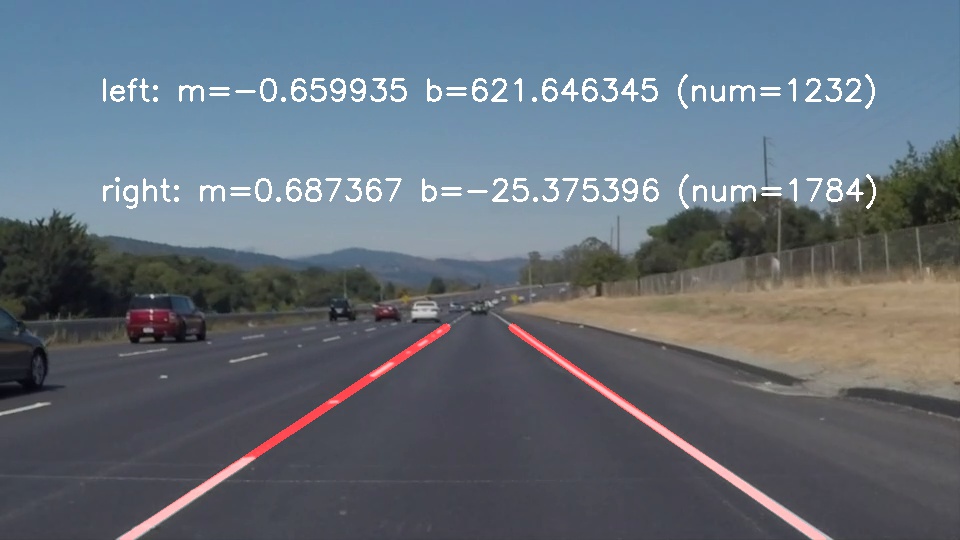 left: m=-0.659935 b=621.646345 (num=1232)
right: m=0.687367 b=-25.375396 (num=1784)